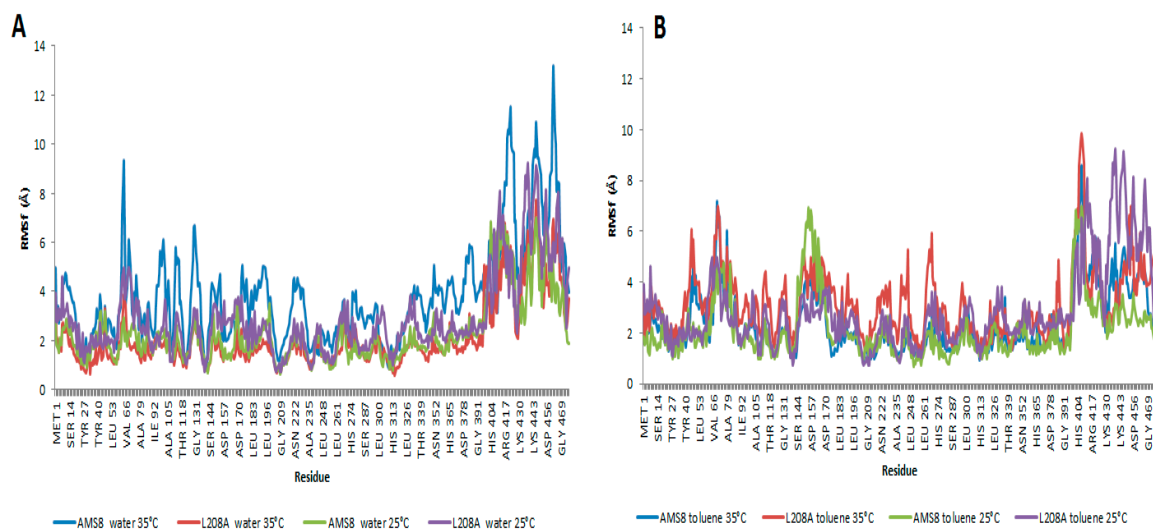 A
B
14
12
10
8
6
4
2
0
RMSf (Å)
MET 1
SER 14
TYR 27
TYR 40
LEU 53
VAL 66
ALA 79
ILE 92
ALA 105
THR 118
GLY 131
SER 144
ASP 157
ASP 170
LEU 183
LEU 196
GLY 209
ASN 222
ALA 235
LEU 248
GLY 261
HIS 274
SER 287
LEU 300
HIS 313
LEU 326
THR 339
ASN 352
HIS 365
ASP 378
GLY 391
HIS 404
ARG 417
LYS 430
LYS 443
ASP 456
GLY 469
Residue
AMS8 water 35°C
L208A water 35°C
AMS8 water 25°C
L208A water 25°C
14
12
10
8
6
4
2
0
RMSf (Å)
MET 1
SER 14
TYR 27
TYR 40
LEU 53
VAL 66
ALA 79
ILE 92
ALA 105
THR 118
GLY 131
SER 144
ASP 157
ASP 170
LEU 183
LEU 196
GLY 209
ASN 222
ALA 235
LEU 248
GLY 261
HIS 274
SER 287
LEU 300
HIS 313
LEU 326
THR 339
ASN 352
HIS 365
ASP 378
GLY 391
HIS 404
ARG 417
LYS 430
LYS 443
ASP 456
GLY 469
Residue
AMS8 toluene 35°C
L208A toluene 35°C
AMS8 toluene 25°C
L208A toluene 25°C